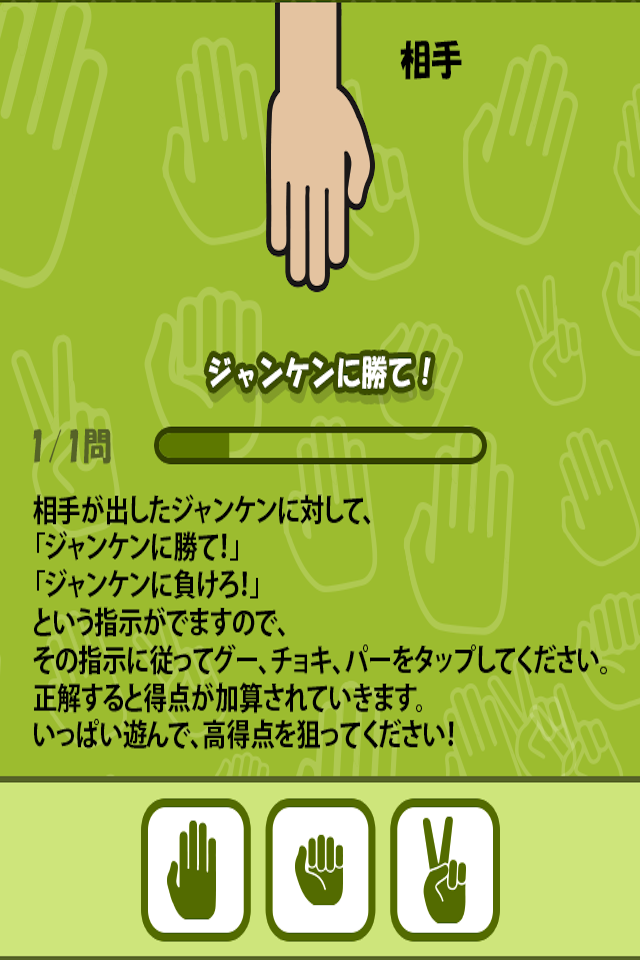 相手
ジャンケンに勝て!
1/1問
相手が出したジャンケンに対して、
「ジャンケンに勝て!」
「ジャンケンに負けろ!」
という指示がでますので、
その指示に従ってグー、チョキ、パーをタップしてください。
正解すると得点が加算されていきます。
いっぱい遊んで、高得点を狙ってください!